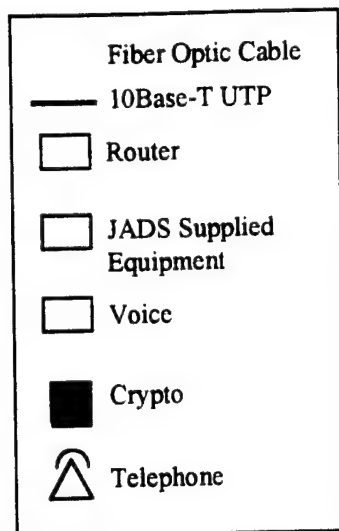 Fiber Optic Cable
10Base-T UTP
Router
JADS Supplied
Equipment
Voice
Crypto
Telephone